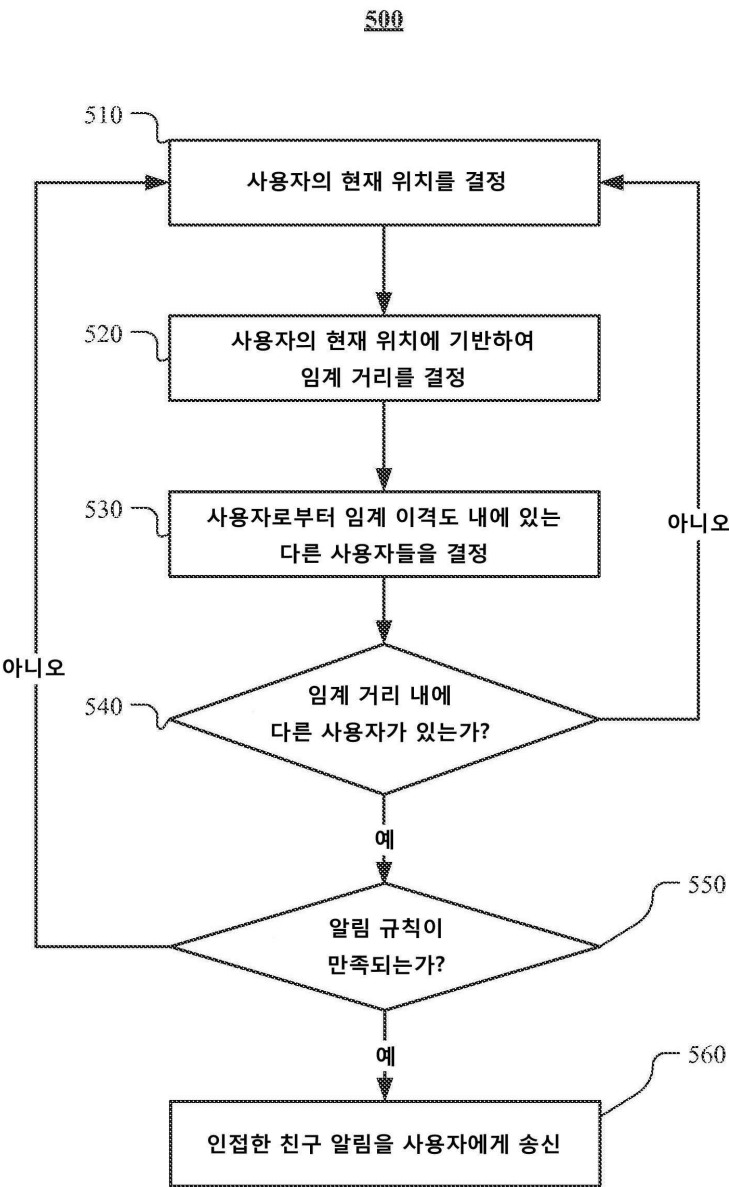 500
510
사용자의 현재 위치를 결정
520
사용자의 현재 위치에 기반하여
임계 거리를 결정
530
사용자로부터 임계 이격도 내에 있는
다른 사용자들을 결정
아니오
아니오
540
임계 거리 내에
다른 사용자가 있는가?
예
550
알림 규칙이
만족되는가?
예
560
인접한 친구 알림을 사용자에게 송신